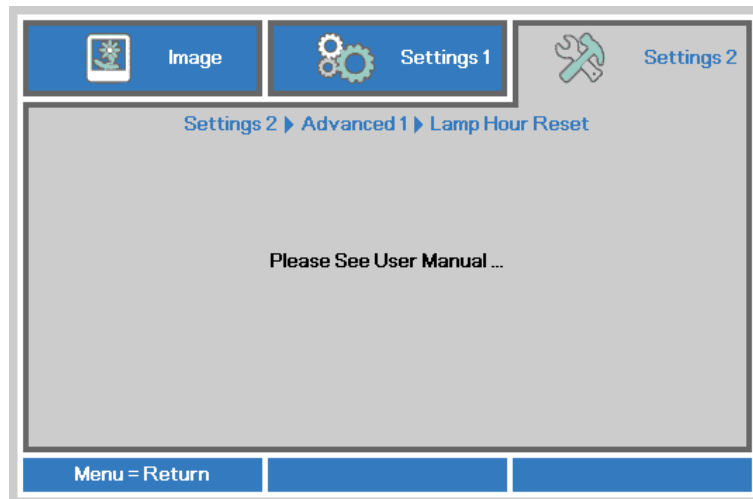 Image
Settings 1
Settings 2
Settings 2 ▶ Advanced 1 ▶ Lamp Hour Reset
Please See User Manual ...
Menu = Return